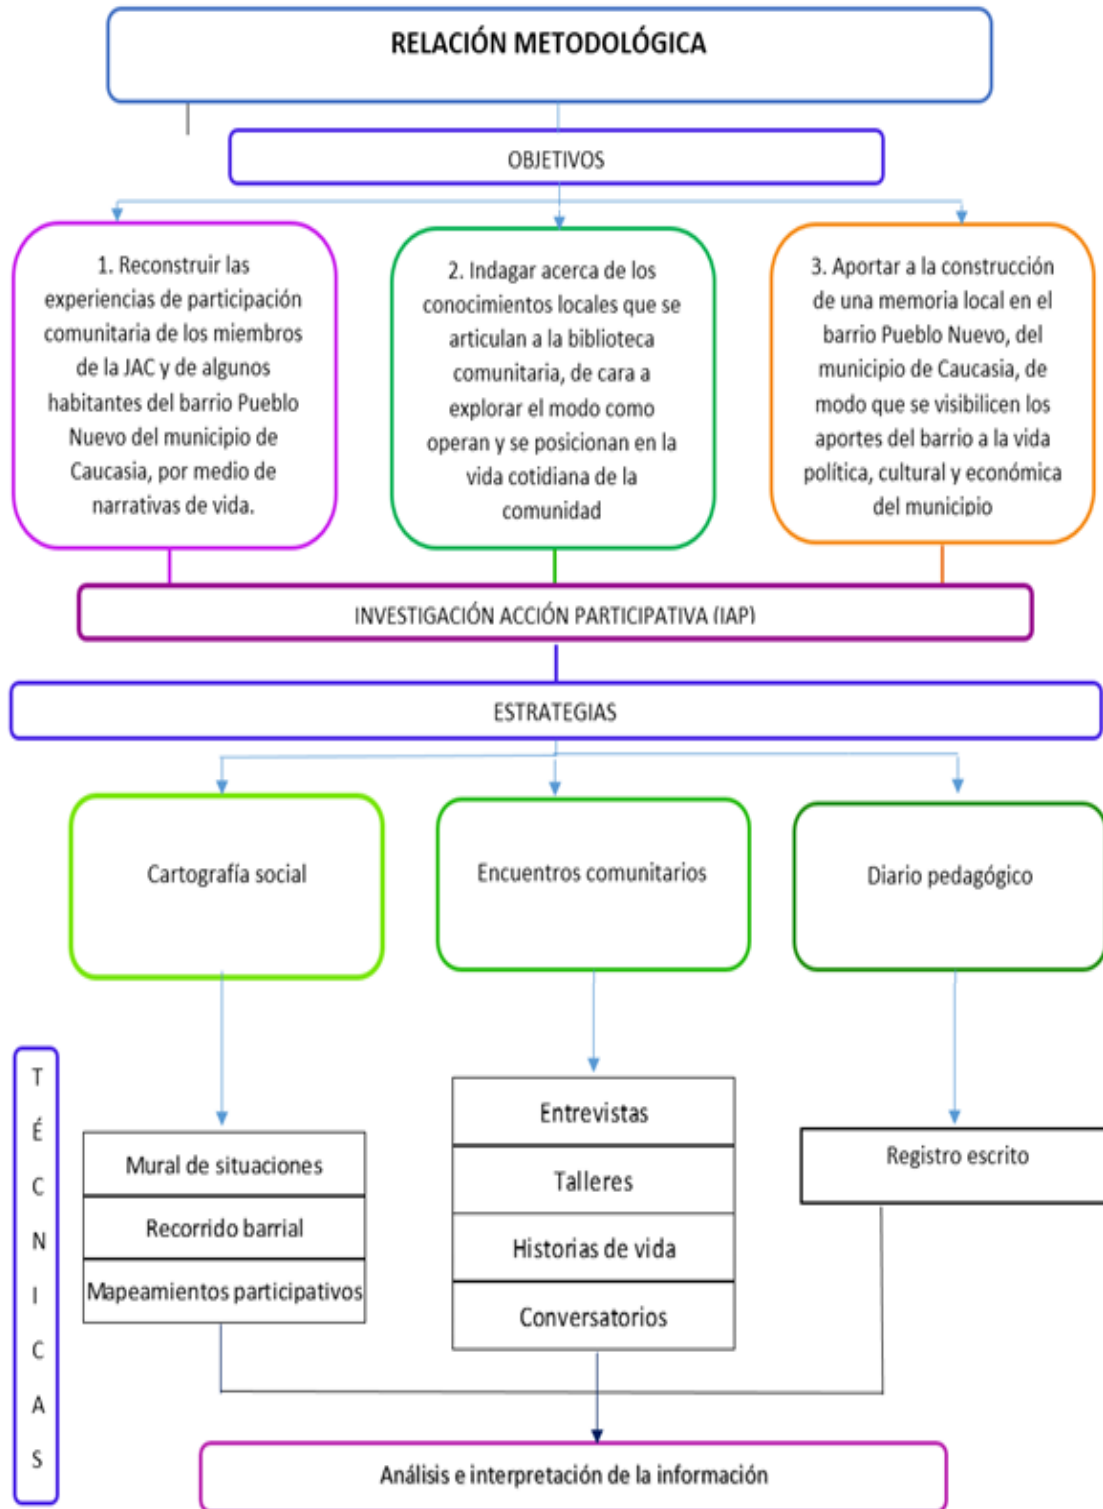 RELACIÓN METODOLÓGICA
OBJETIVOS
1. Reconstruir las
experiencias de participación
comunitaria de los miembros
de la JAC y de algunos
habitantes del barrio Pueblo
Nuevo del municipio de
Caucasia, por medio de
narrativas de vida.
2. Indagar acerca de los
conocimientos locales que se
articulan a la biblioteca
comunitaria, de cara a
explorar el modo como
operan y se posicionan en la
vida cotidiana de la
comunidad
3. Aportar a la construcción
de una memoria local en el
barrio Pueblo Nuevo, del
municipio de Caucasia, de
modo que se visibilicen los
aportes del barrio a la vida
política, cultural y económica
del municipio
INVESTIGACIÓN ACCIÓN PARTICIPATIVA (IAP)
ESTRATEGIAS
Cartografía social
Encuentros comunitarios
Diario pedagógico
T
É
C
N
I
C
A
S
Mural de situaciones
Recorrido barrial
Mapeamientos participativos
Entrevistas
Talleres
Historias de vida
Conversatorios
Registro escrito
Análisis e interpretación de la información